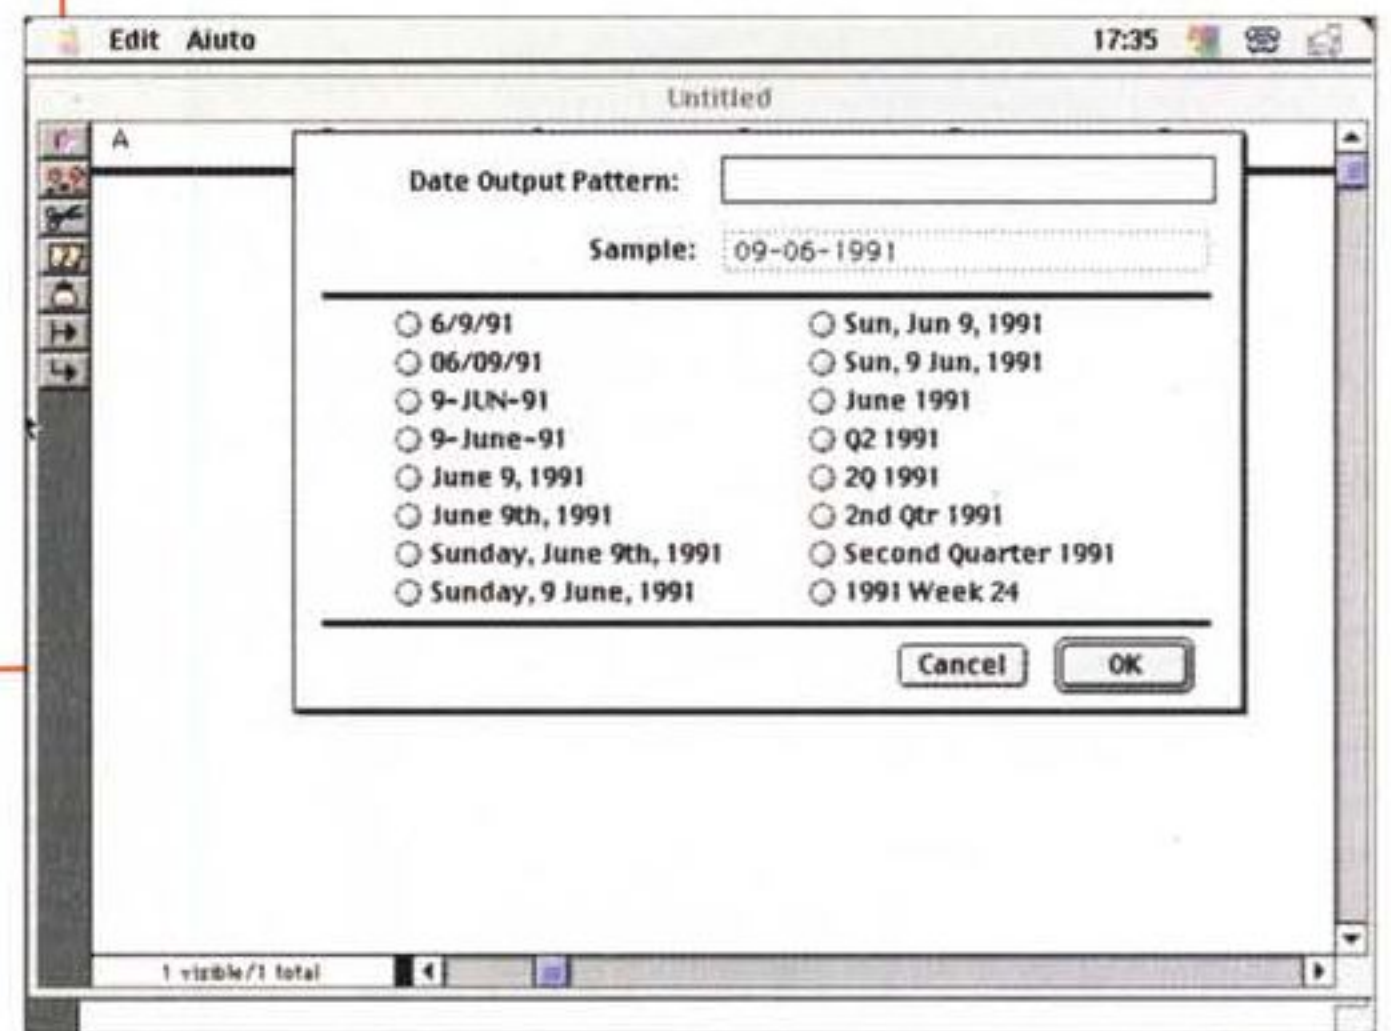 Edit Aiuto 17:35
Untitled
A
Date Output Pattern:
Sample: 09-06-1991
6/9/91
06/09/91
9-JUN-91
9-June-91
June 9, 1991
June 9th, 1991
Sunday, June 9th, 1991
Sunday, 9 June, 1991
Sun, Jun 9, 1991
Sun, 9 Jun, 1991
June 1991
Q2 1991
2Q 1991
2nd Qtr 1991
Second Quarter 1991
1991 Week 24
Cancel OK
1 visible/1 total